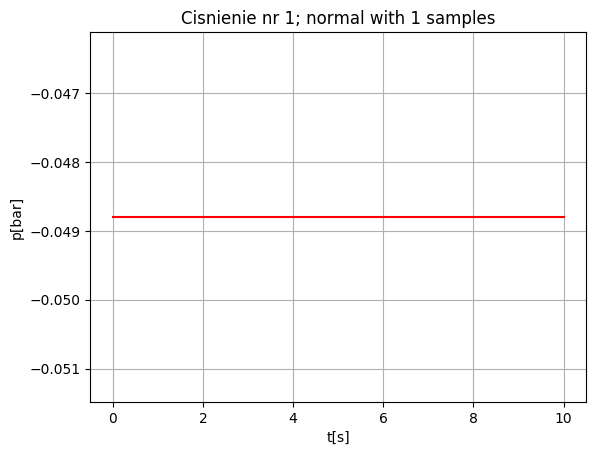 Cisnienie nr 1; normal with 1 samples
p[bar]
−0.047
−0.048
−0.049
−0.050
−0.051
0 2 4 6 8 10
t[s]